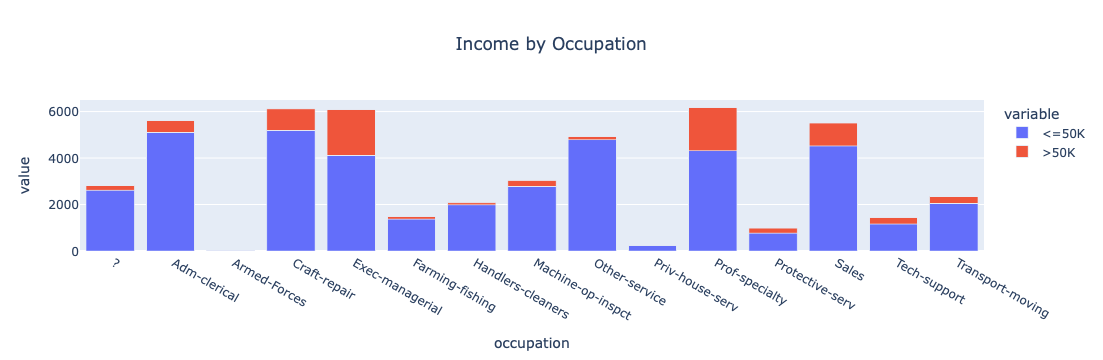 Income by Occupation
variable
<=50K
>50K
value
6000
4000
2000
0
?
Adm-clerical
Armed-Forces
Craft-repair
Exec-managerial
Farming-fishing
Handlers-cleaners
Machine-op-inspct
Other-service
Priv-house-serv
Prof-specialty
Protective-serv
Sales
Tech-support
Transport-moving
occupation